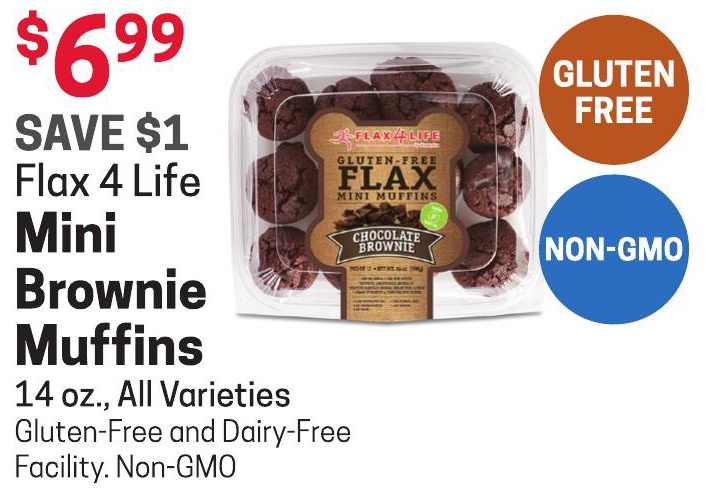 $6.99
SAVE $1
Flax 4 Life
Mini
Brownie
Muffins
14 oz., All Varieties
Gluten-Free and Dairy-Free
Facility. Non-GMO
FLAX4LIFE
GLUTEN-FREE
FLAX
MINI MUFFINS
CHOCOLATE
BROWNIE
GLUTEN
FREE
NON-GMO